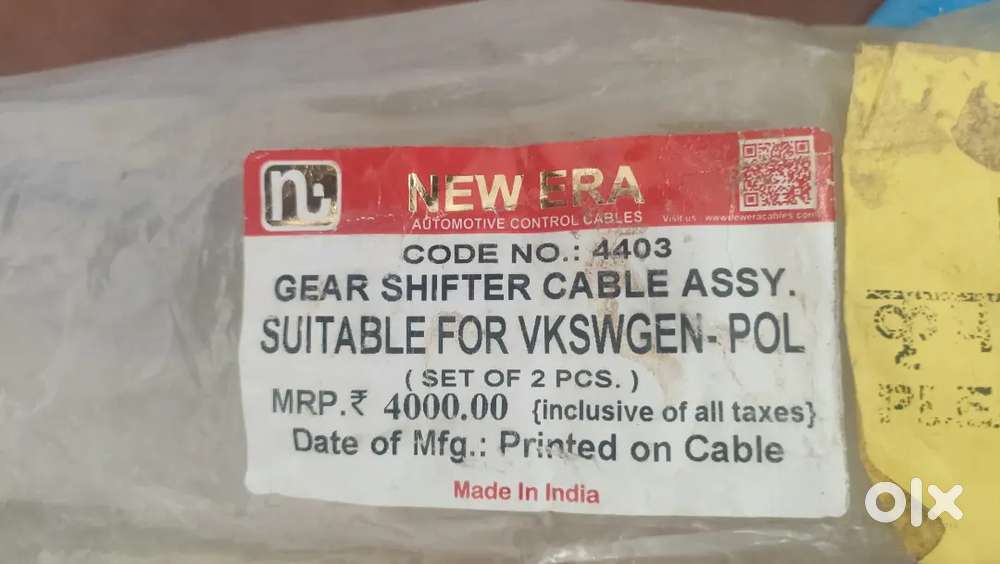 n
NEW ERA
AUTOMOTIVE CONTROL CABLES
Visit us : www.neweracables.com
CODE NO.: 4403
GEAR SHIFTER CABLE ASSY.
SUITABLE FOR VKSWGEN- POL
( SET OF 2 PCS. )
MRP.₹ 4000.00 {inclusive of all taxes}
Date of Mfg.: Printed on Cable
Made In India
olx